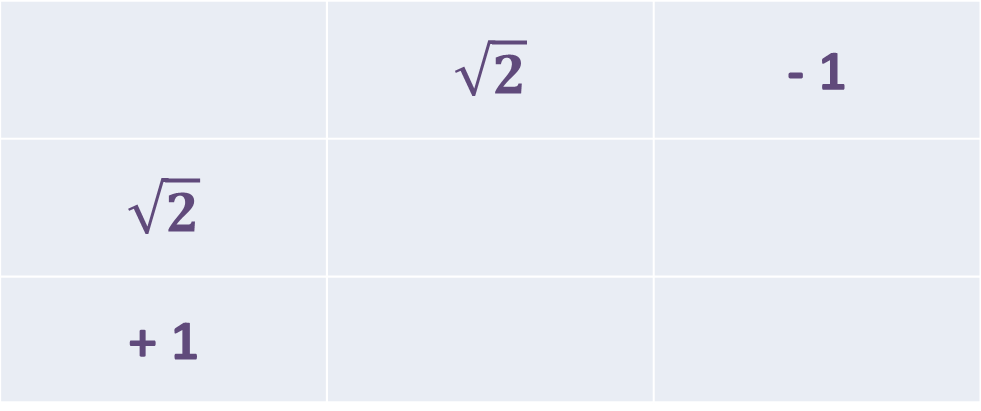 √2 - 1
√2
+ 1